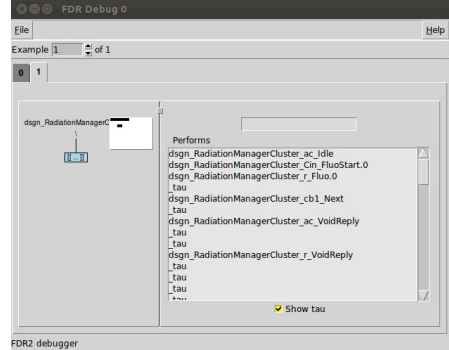 FDR Debug 0
File Help
Example 1 of 1
0 1
dsgn_RadiationManagerC
[ .. ]
Performs
dsgn_RadiationManagerCluster_ac_Idle
dsgn_RadiationManagerCluster_Cin_FluoStart.0
dsgn_RadiationManagerCluster_r_Fluo.0
_tau
dsgn_RadiationManagerCluster_cb1_Next
_tau
dsgn_RadiationManagerCluster_ac_VoidReply
_tau
_tau
dsgn_RadiationManagerCluster_r_VoidReply
_tau
_tau
_tau
_tau
Show tau
FDR2 debugger